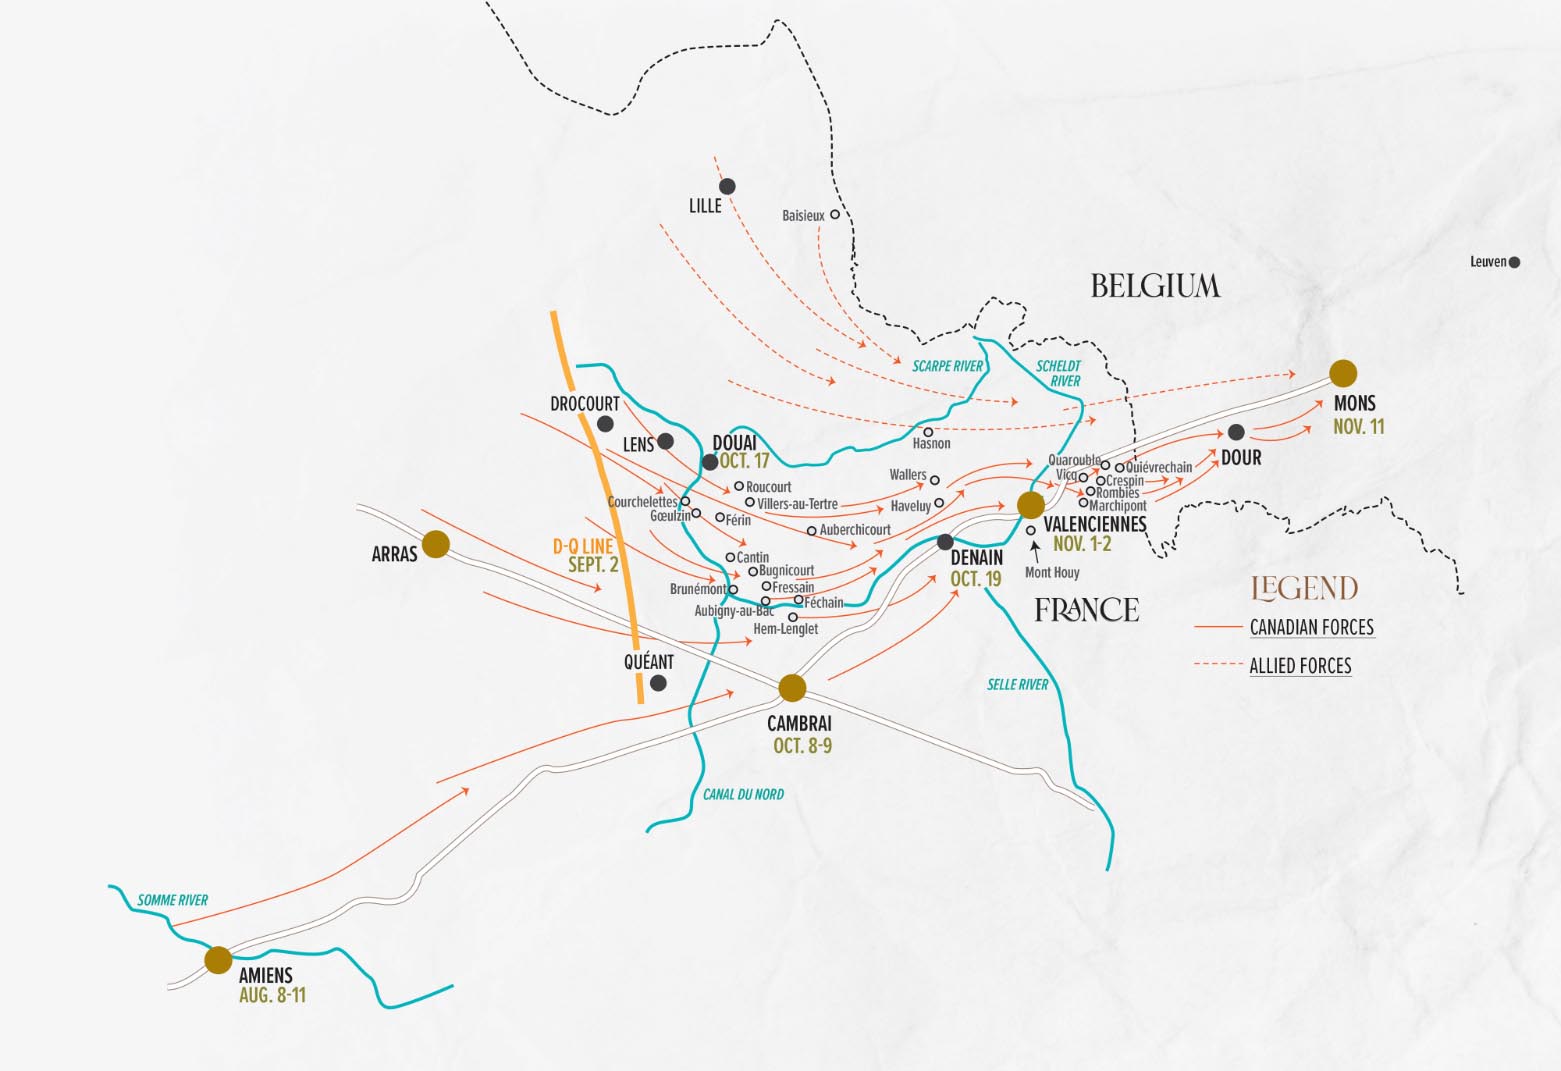 LILLE
Baisieux
BELGIUM
Leuven
SCARPE RIVER
SCHELDT
RIVER
DROCOURT
MONS
NOV. 11
LENS
DOUAI
OCT. 17
Hasnon
DOUR
Quarouble
Quiévrechain
Wallers
Vicq
Crespin
Roucourt
Rombies
Courchelettes
Villers-au-Tertre
Haveluy
Marchipont
Gœulzin
Férin
Auberchicourt
VALENCIENNES
NOV. 1-2
ARRAS
D-Q LINE
SEPT. 2
Cantin
DENAIN
OCT. 19
Mont Houy
Bugnicourt
Brunémont
Fressain
LEGEND
Aubigny-au-Bac
Féchain
FRANCE
Hem-Lenglet
CANADIAN FORCES
QUÉANT
ALLIED FORCES
SELLE RIVER
CAMBRAI
OCT. 8-9
CANAL DU NORD
SOMME RIVER
AMIENS
AUG. 8-11